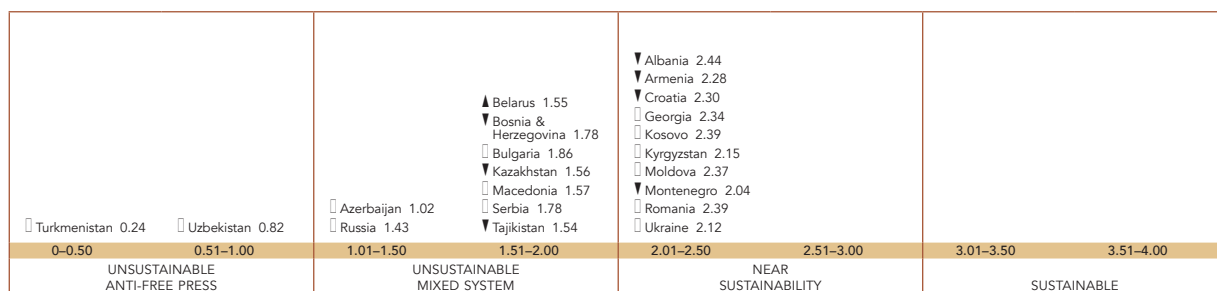 Turkmenistan 0.24
Uzbekistan 0.82
Azerbaijan 1.02
Russia 1.43
▲ Belarus 1.55
▼ Bosnia &
Herzegovina 1.78
Bulgaria 1.86
▼ Kazakhstan 1.56
Macedonia 1.57
Serbia 1.78
▼ Tajikistan 1.54
▼ Albania 2.44
▼ Armenia 2.28
▼ Croatia 2.30
Georgia 2.34
Kosovo 2.39
Kyrgyzstan 2.15
Moldova 2.37
▼ Montenegro 2.04
Romania 2.39
Ukraine 2.12
0–0.50
0.51–1.00
1.01–1.50
1.51–2.00
2.01–2.50
2.51–3.00
3.01–3.50
3.51–4.00
UNSUSTAINABLE
ANTI-FREE PRESS
UNSUSTAINABLE
MIXED SYSTEM
NEAR
SUSTAINABILITY
SUSTAINABLE